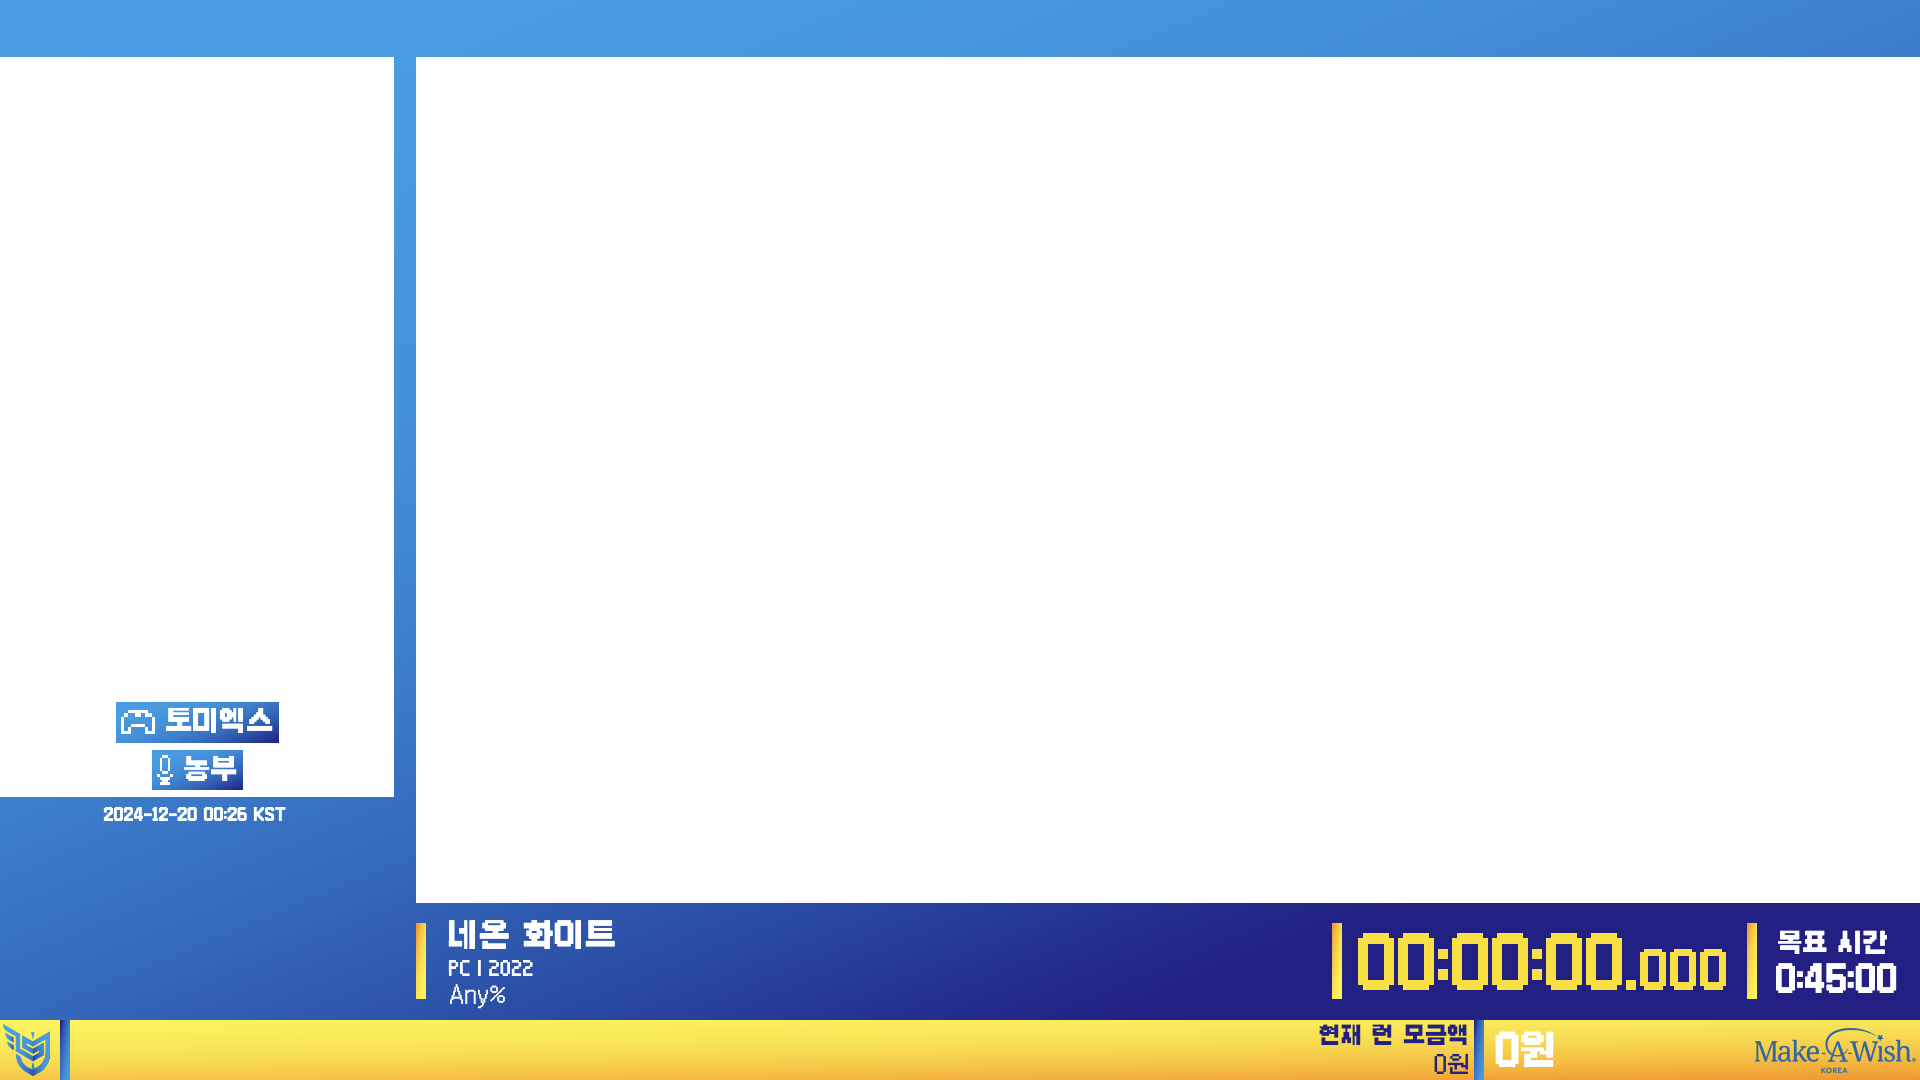 토미엑스
농부
2024-12-20 00:26 KST
네온 화이트
PC | 2022
Any%
00:00:00.000
목표 시간
0:45:00
현재 런 모금액
0원
0원
Make-A-Wish®
KOREA